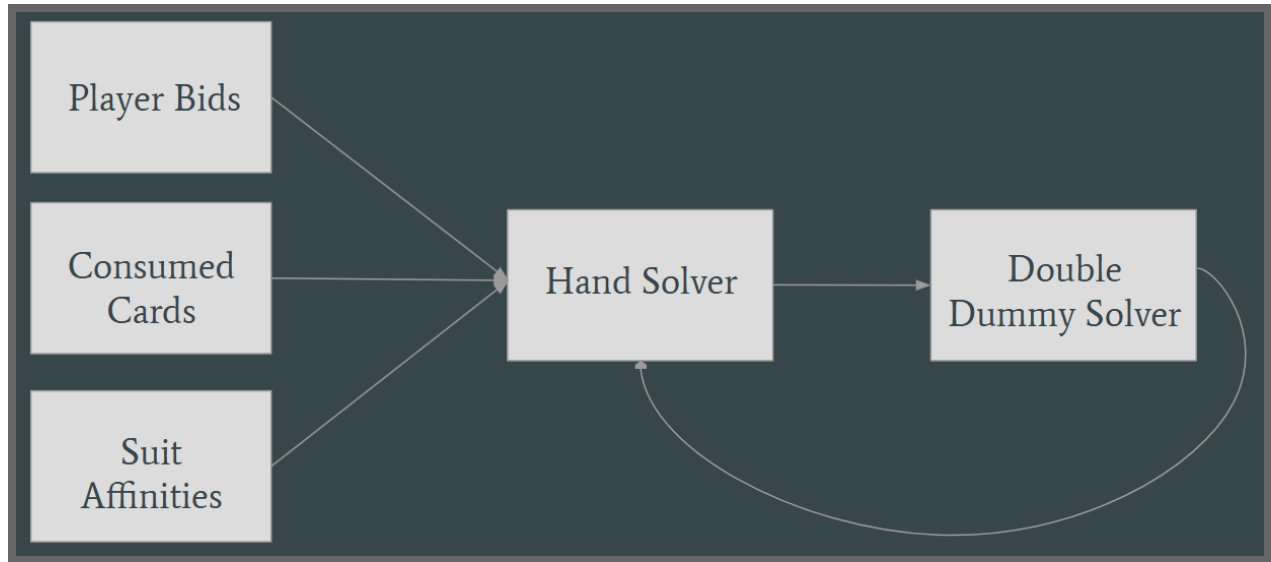 Player Bids
Consumed
Cards
Suit
Affinities
Hand Solver
Double
Dummy Solver